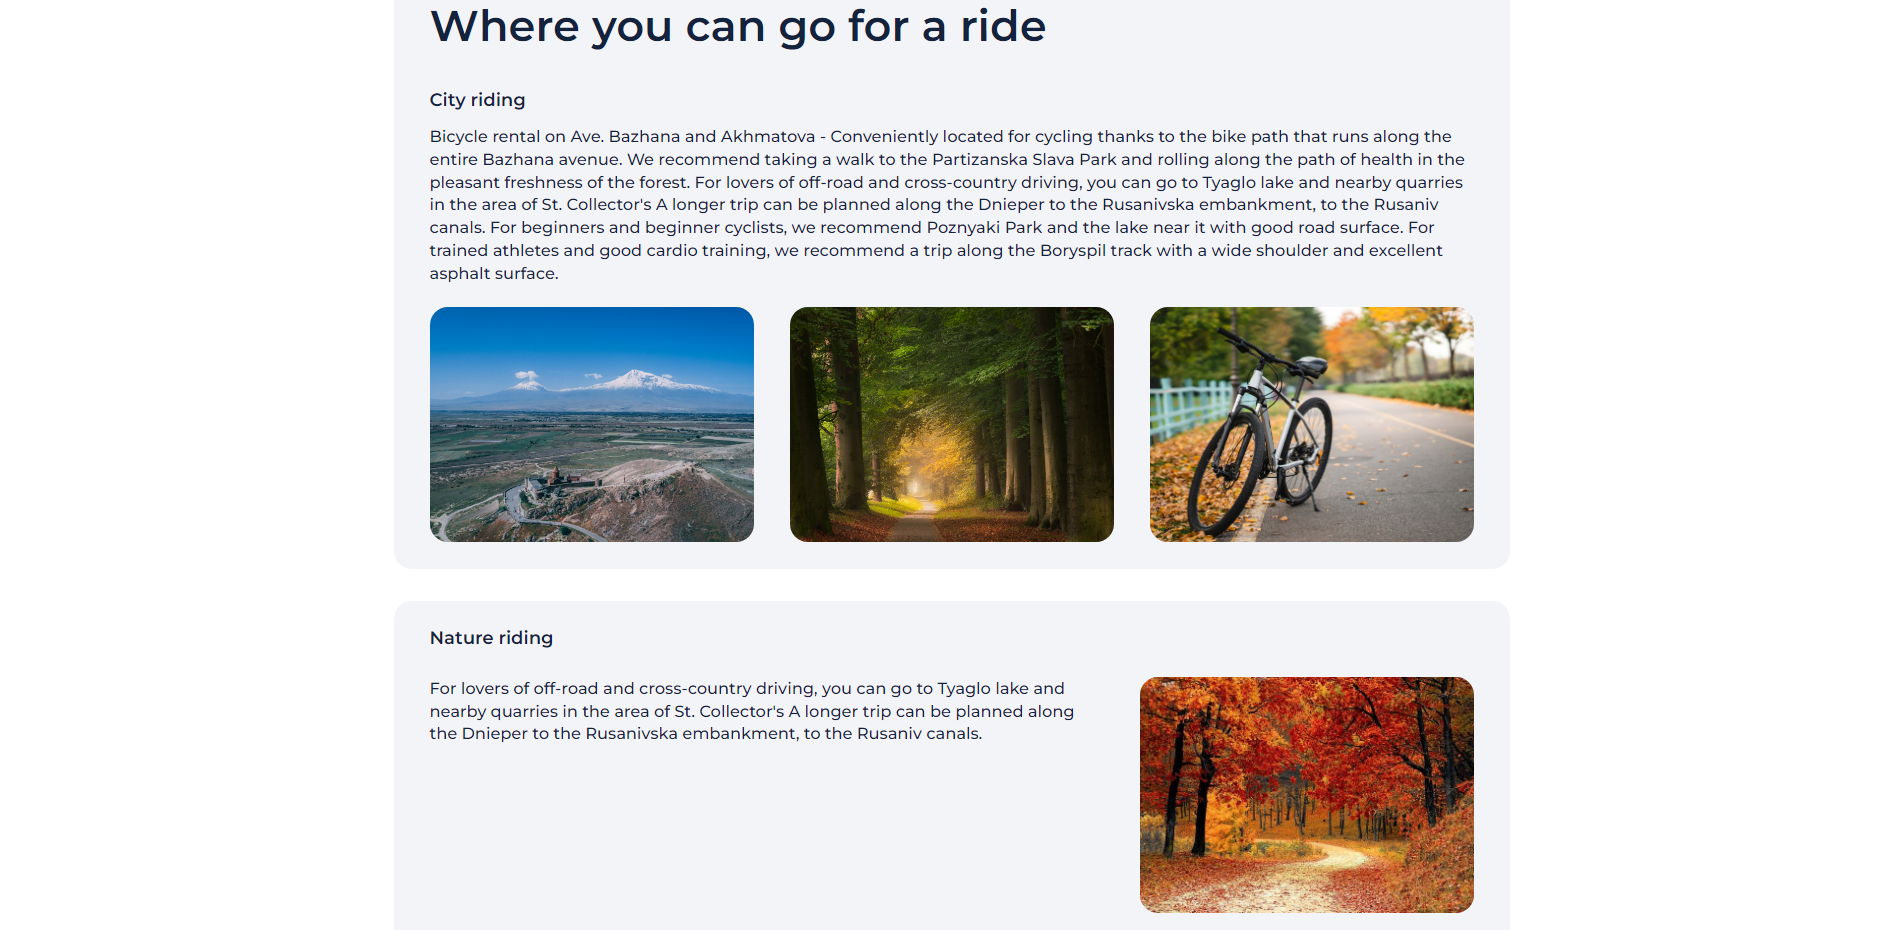 Where you can go for a ride
City riding
Bicycle rental on Ave. Bazhana and Akhmatova - Conveniently located for cycling thanks to the bike path that runs along the
entire Bazhana avenue. We recommend taking a walk to the Partizanska Slava Park and rolling along the path of health in the
pleasant freshness of the forest. For lovers of off-road and cross-country driving, you can go to Tyaglo lake and nearby quarries
in the area of St. Collector's A longer trip can be planned along the Dnieper to the Rusanivska embankment, to the Rusaniv
canals. For beginners and beginner cyclists, we recommend Poznyaki Park and the lake near it with good road surface. For
trained athletes and good cardio training, we recommend a trip along the Boryspil track with a wide shoulder and excellent
asphalt surface.
Nature riding
For lovers of off-road and cross-country driving, you can go to Tyaglo lake and
nearby quarries in the area of St. Collector's A longer trip can be planned along
the Dnieper to the Rusanivska embankment, to the Rusaniv canals.